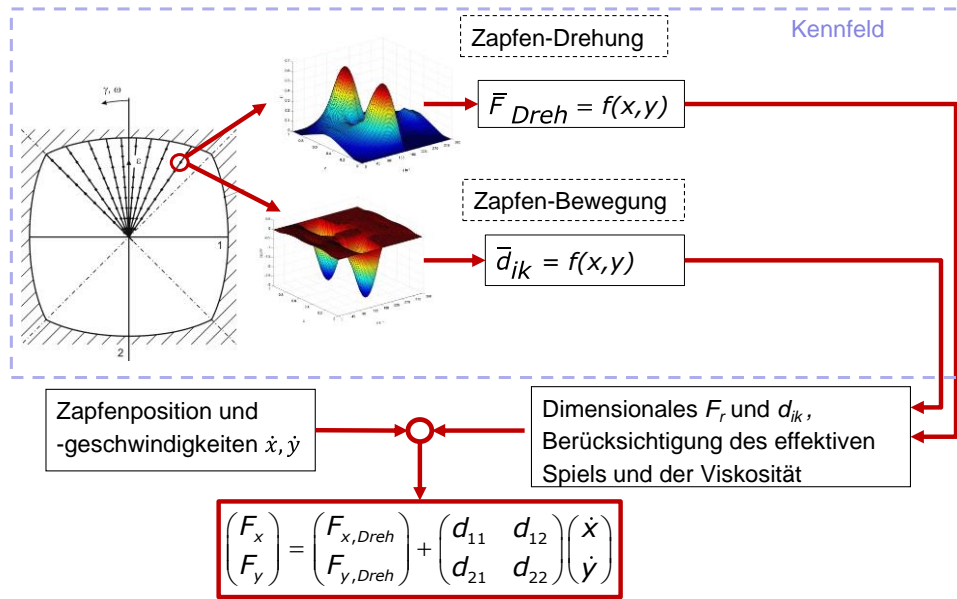 Kennfeld
Zapfen-Drehung
γ, ω
ε
1
2
F̅ Dreh = f(x,y)
Zapfen-Bewegung
d̅ik = f(x,y)
Zapfenposition und
-geschwindigkeiten ẋ, ẏ
Dimensionales Fr und dik ,
Berücksichtigung des effektiven
Spiels und der Viskosität
(Fx) = (Fx,Dreh) + (d11 d12) (ẋ)
(Fy) (Fy,Dreh) (d21 d22) (ẏ)